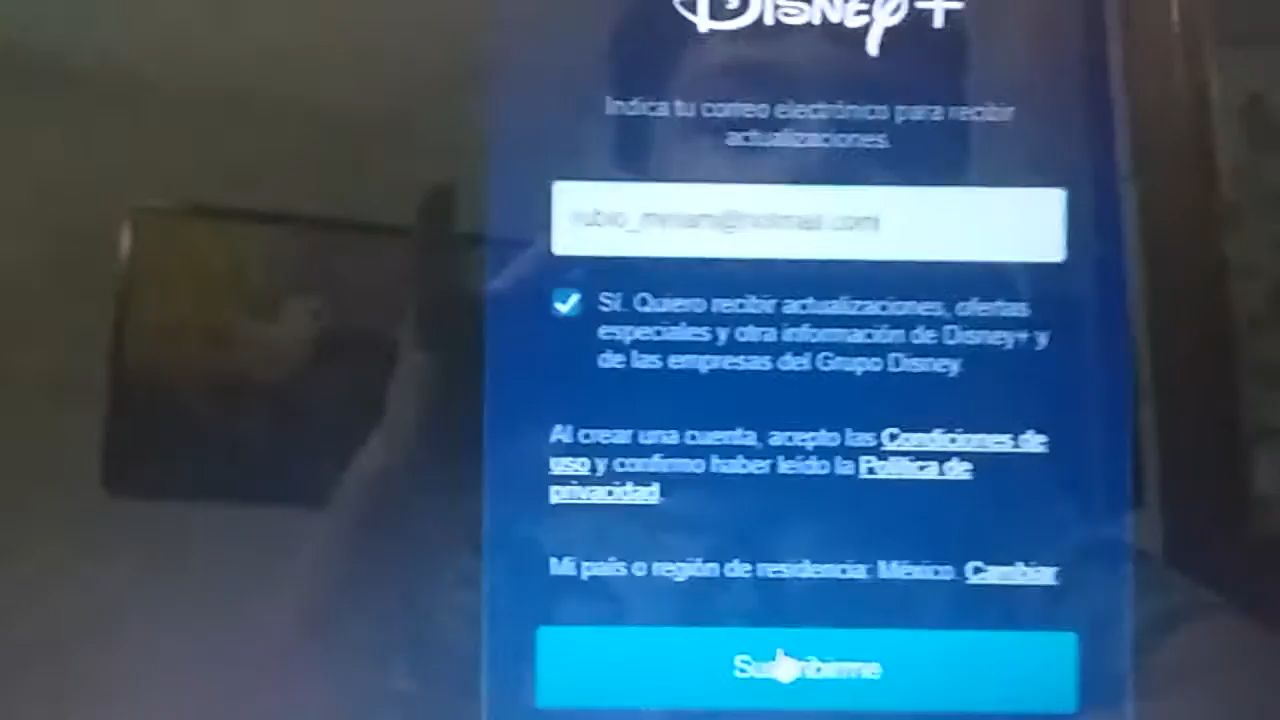 Disney+
Indica tu correo electrónico para recibir
actualizaciones.
Sí. Quiero recibir actualizaciones, ofertas
especiales y otra información de Disney+ y
de las empresas del Grupo Disney.
Al crear una cuenta, acepto las Condiciones de
uso y confirmo haber leído la Política de
privacidad.
Mi país o región de residencia: México. Cambiar
Suscribirme